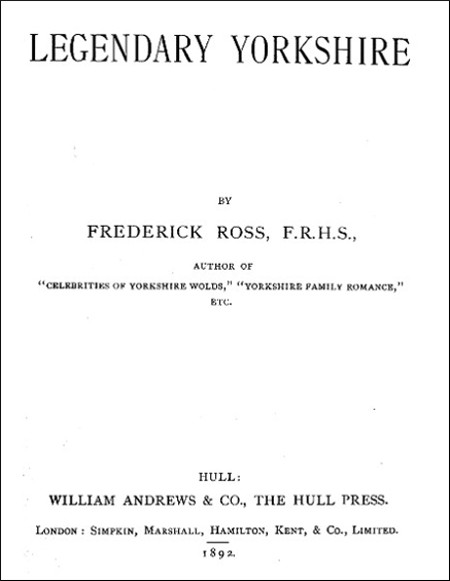 LEGENDARY YORKSHIRE
BY
FREDERICK ROSS, F.R.H.S.,
AUTHOR OF
"CELEBRITIES OF YORKSHIRE WOLDS," "YORKSHIRE FAMILY ROMANCE,"
ETC.
HULL:
WILLIAM ANDREWS & CO., THE HULL PRESS.
LONDON: SIMPKIN, MARSHALL, HAMILTON, KENT, & CO., LIMITED.
1892.